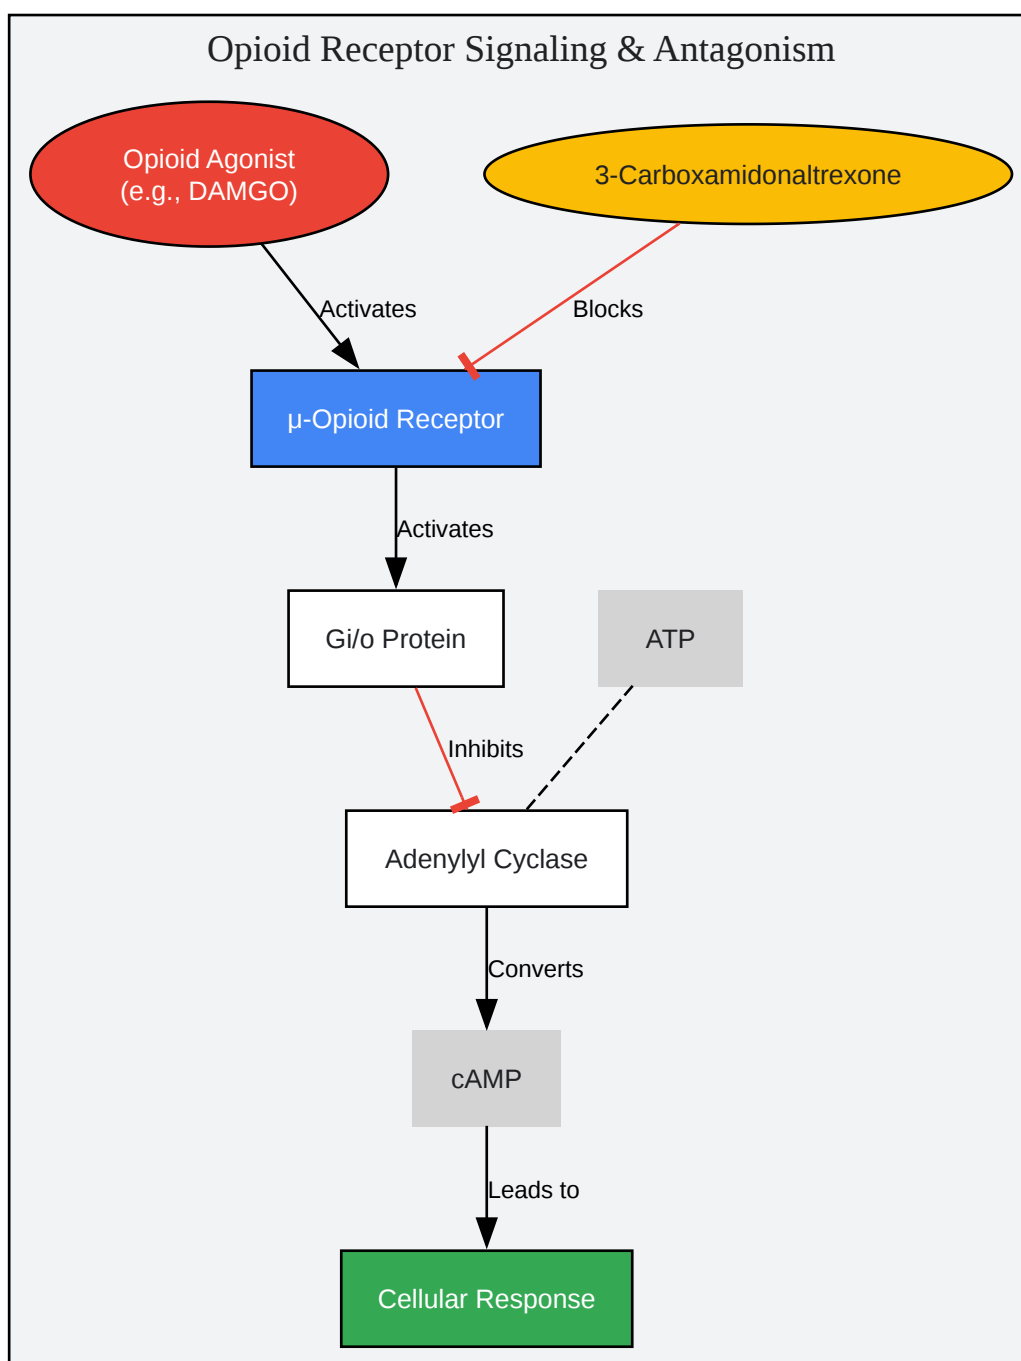 Opioid Receptor Signaling & Antagonism
Opioid Agonist
(e.g., DAMGO)
3-Carboxamidonaltrexone
Activates
Blocks
μ-Opioid Receptor
Activates
Gi/o Protein
ATP
Inhibits
Adenylyl Cyclase
Converts
cAMP
Leads to
Cellular Response